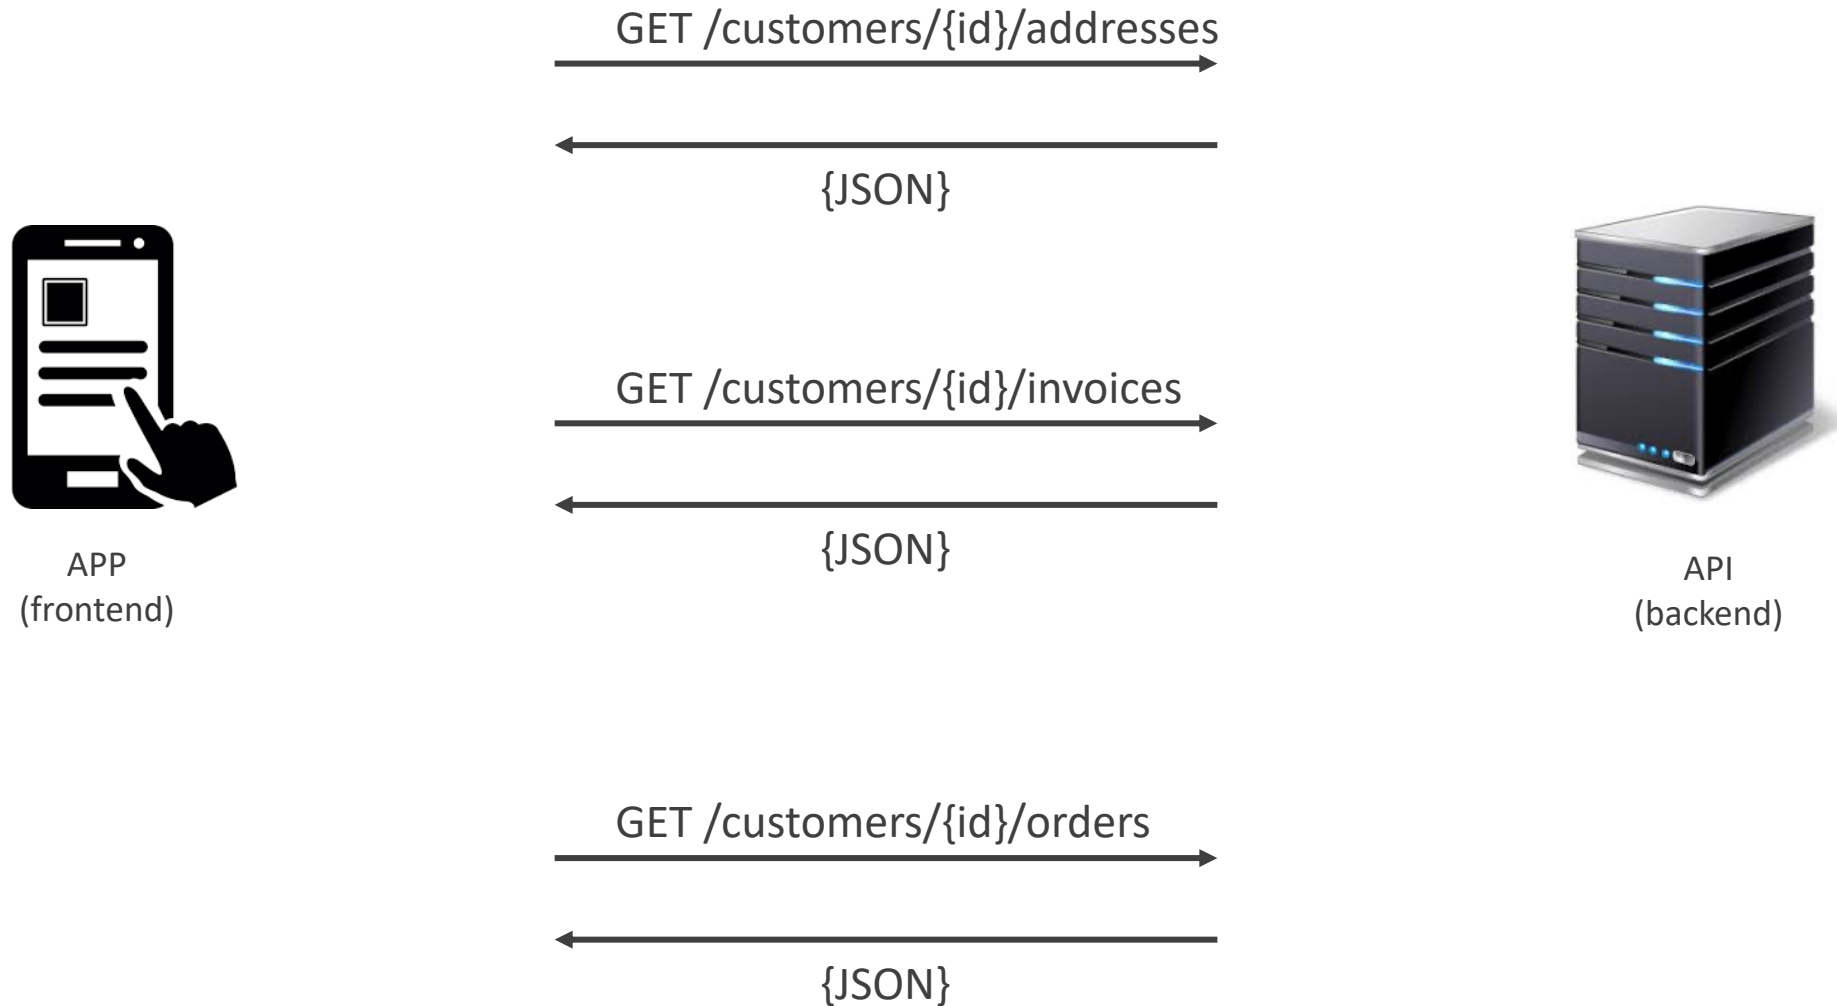 GET /customers/{id}/addresses
{JSON}
GET /customers/{id}/invoices
{JSON}
APP
(frontend)
API
(backend)
GET /customers/{id}/orders
{JSON}